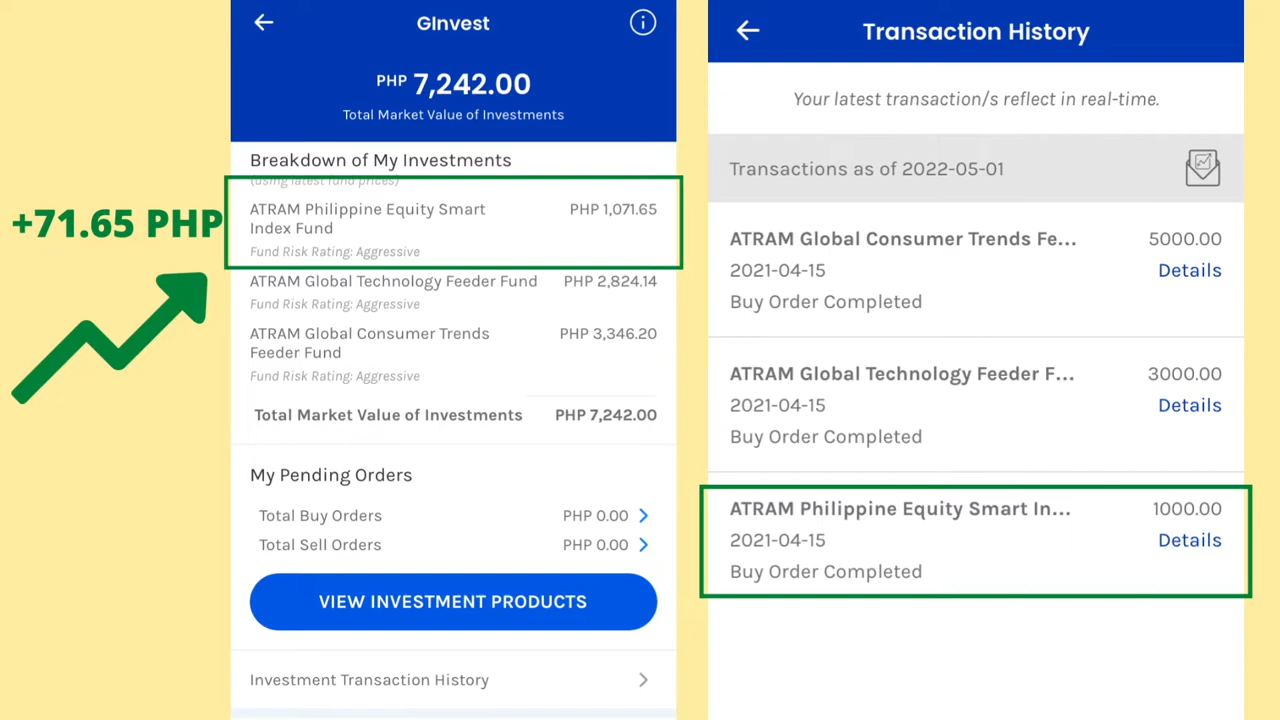 +71.65 PHP
GInvest
PHP 7,242.00
Total Market Value of Investments
Breakdown of My Investments
(using latest fund prices)
ATRAM Philippine Equity Smart PHP 1,071.65
Index Fund
Fund Risk Rating: Aggressive
ATRAM Global Technology Feeder Fund PHP 2,824.14
Fund Risk Rating: Aggressive
ATRAM Global Consumer Trends PHP 3,346.20
Feeder Fund
Fund Risk Rating: Aggressive
Total Market Value of Investments PHP 7,242.00
My Pending Orders
Total Buy Orders PHP 0.00
Total Sell Orders PHP 0.00
VIEW INVESTMENT PRODUCTS
Investment Transaction History
Transaction History
Your latest transaction/s reflect in real-time.
Transactions as of 2022-05-01
ATRAM Global Consumer Trends Fe... 5000.00
2021-04-15 Details
Buy Order Completed
ATRAM Global Technology Feeder F... 3000.00
2021-04-15 Details
Buy Order Completed
ATRAM Philippine Equity Smart In... 1000.00
2021-04-15 Details
Buy Order Completed